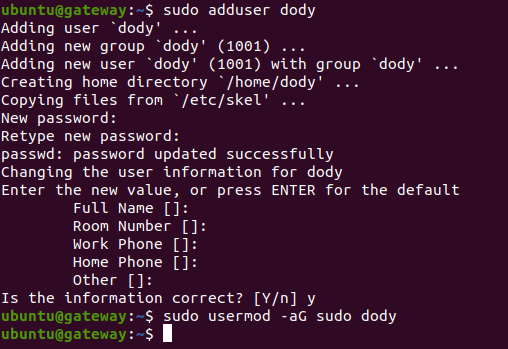 ubuntu@gateway:~$ sudo adduser dody
Adding user `dody' ...
Adding new group `dody' (1001) ...
Adding new user `dody' (1001) with group `dody' ...
Creating home directory `/home/dody' ...
Copying files from `/etc/skel' ...
New password:
Retype new password:
passwd: password updated successfully
Changing the user information for dody
Enter the new value, or press ENTER for the default
        Full Name []:
        Room Number []:
        Work Phone []:
        Home Phone []:
        Other []:
Is the information correct? [Y/n] y
ubuntu@gateway:~$ sudo usermod -aG sudo dody
ubuntu@gateway:~$